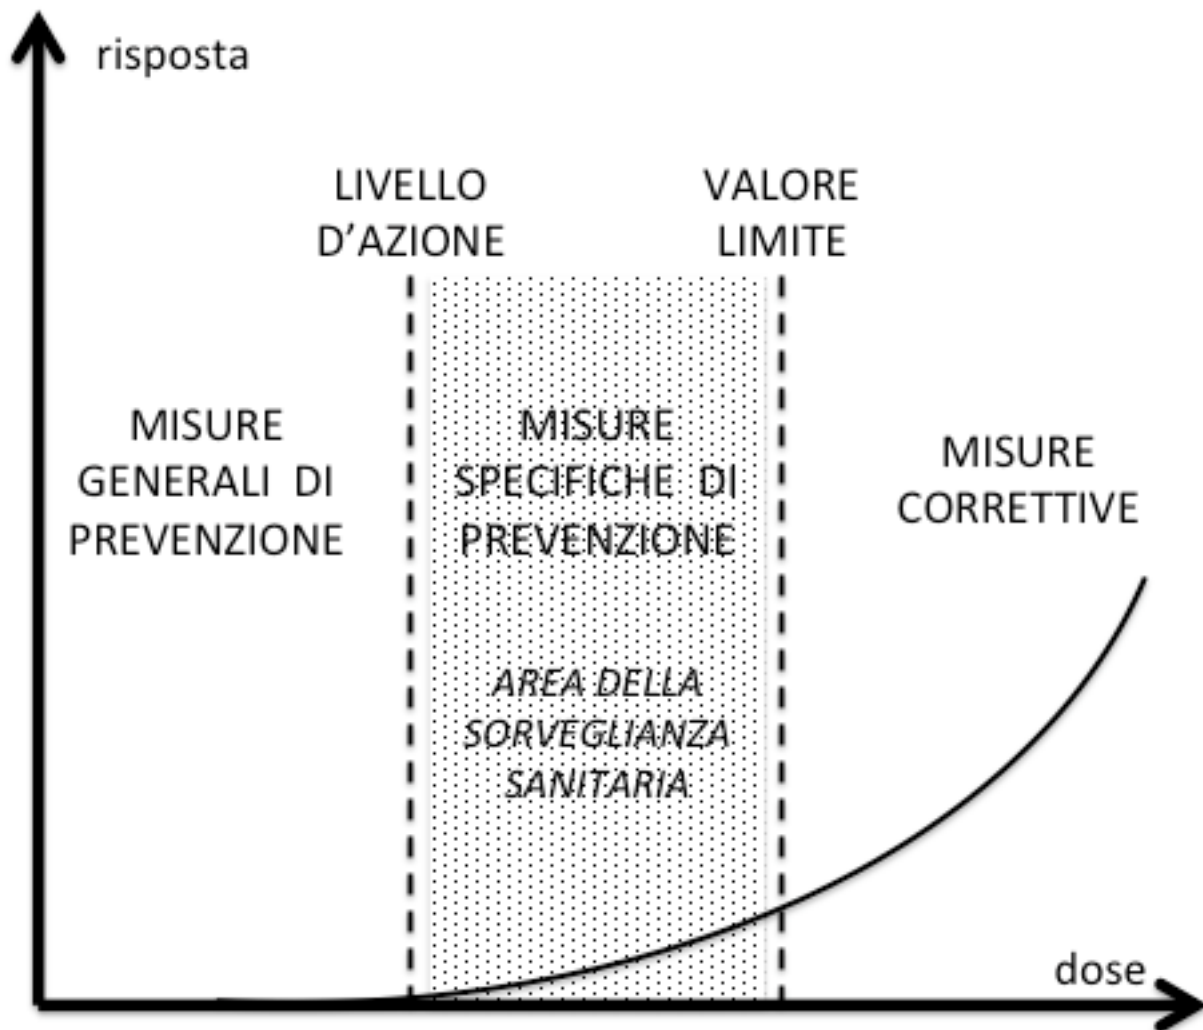 risposta
LIVELLO
D'AZIONE
VALORE
LIMITE
MISURE
GENERALI DI
PREVENZIONE
MISURE
SPECIFICHE DI
PREVENZIONE
MISURE
CORRETTIVE
AREA DELLA
SORVEGLIANZA
SANITARIA
dose